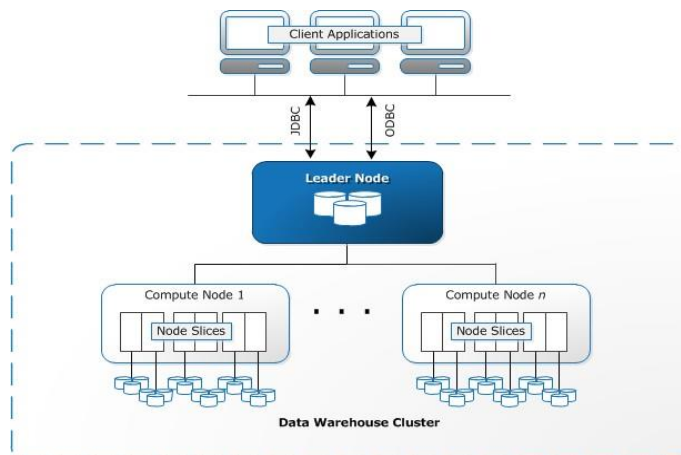 Client Applications
JDBC
ODBC
Leader Node
Compute Node 1
Compute Node n
. . .
Node Slices
Node Slices
Data Warehouse Cluster